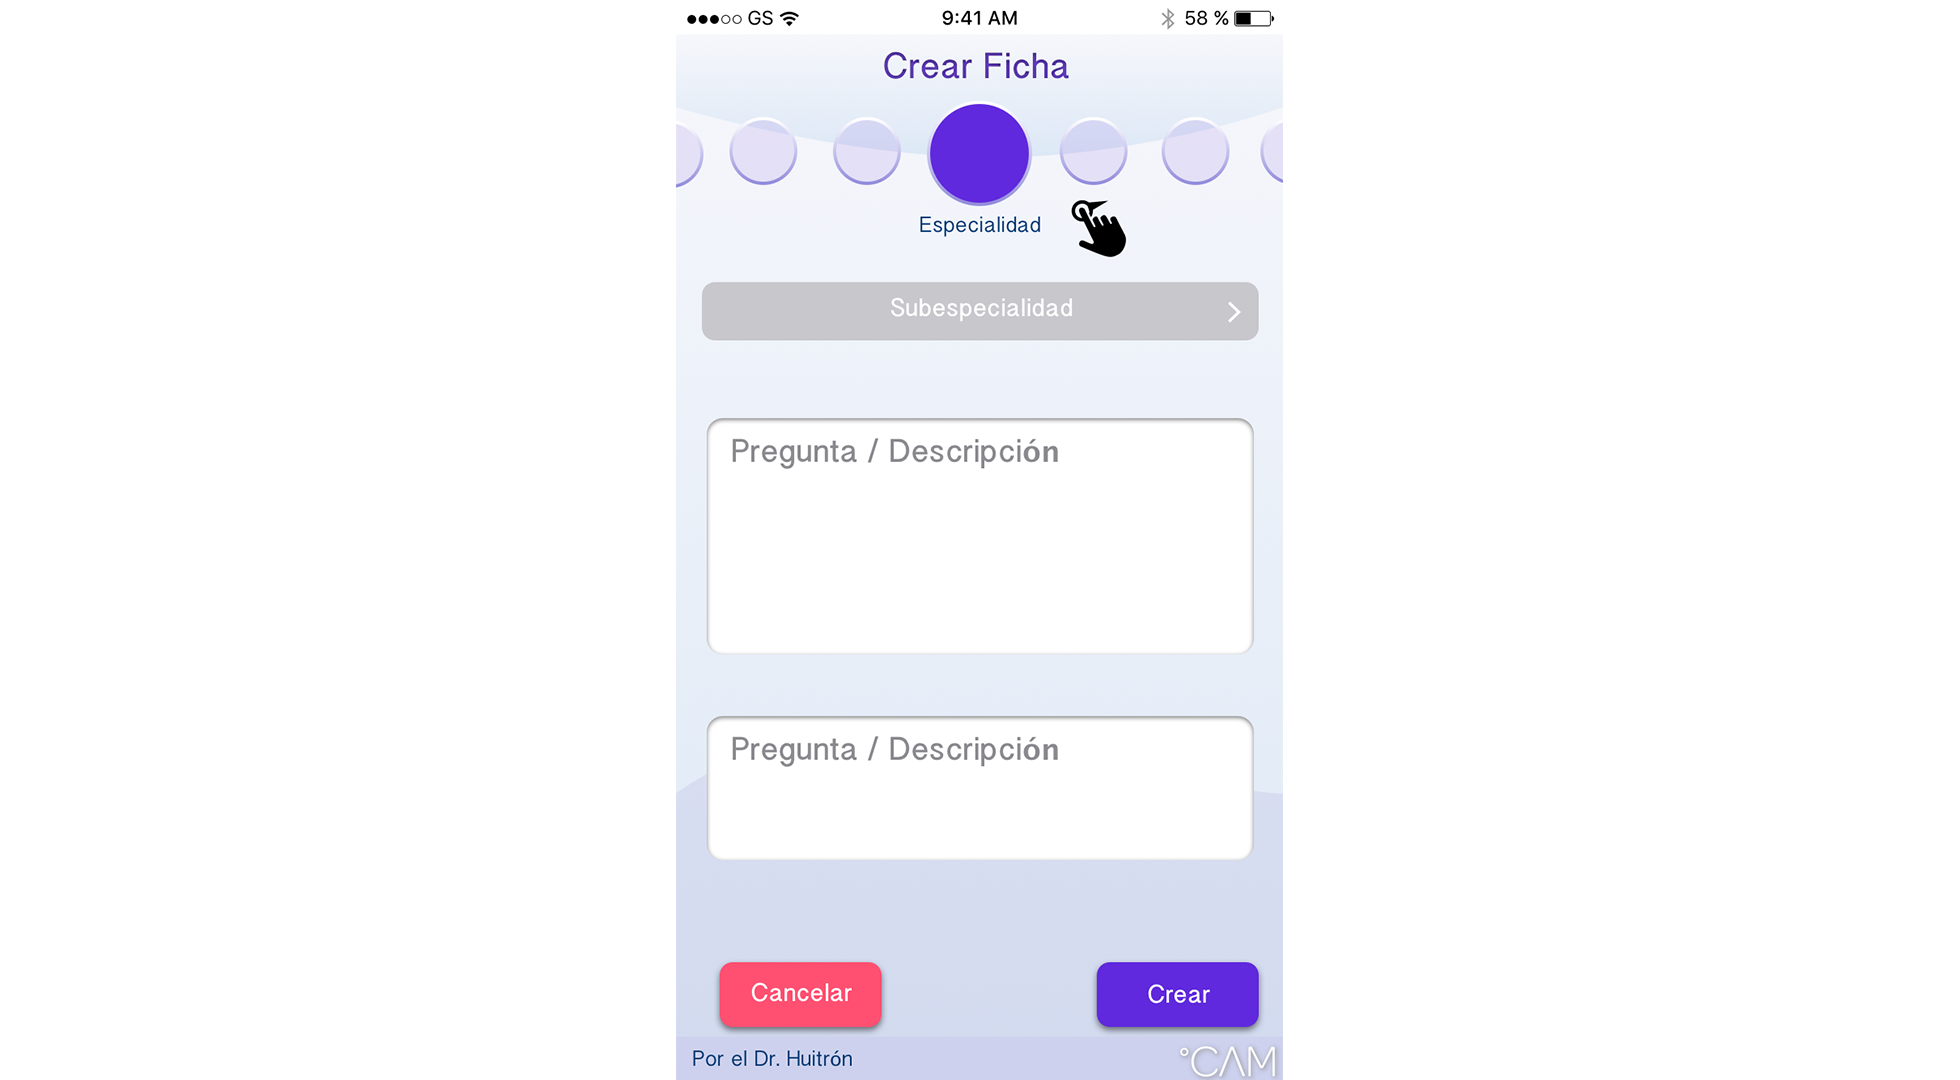 GS 9:41 AM 58 %
Crear Ficha
Especialidad
Subespecialidad
Pregunta / Descripción
Pregunta / Descripción
Cancelar Crear
Por el Dr. Huitrón °CAM